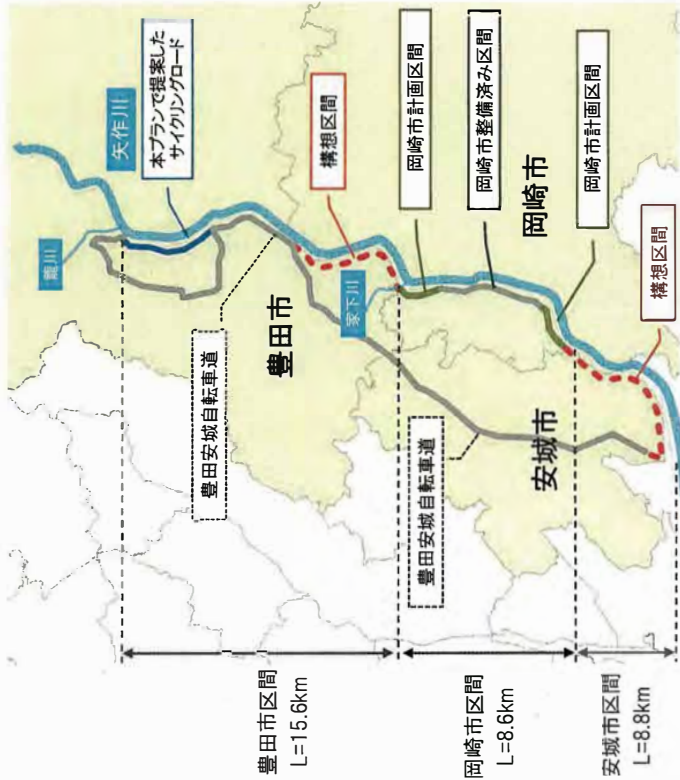 籠川
矢作川
本プランで提案した
サイクリングロード
豊田安城自転車道
豊田市
構想区間
家下川
岡崎市計画区間
岡崎市整備済み区間
岡崎市
豊田安城自転車道
安城市
岡崎市計画区間
構想区間
豊田市区間
L=15.6km
岡崎市区間
L=8.6km
安城市区間
L=8.8km